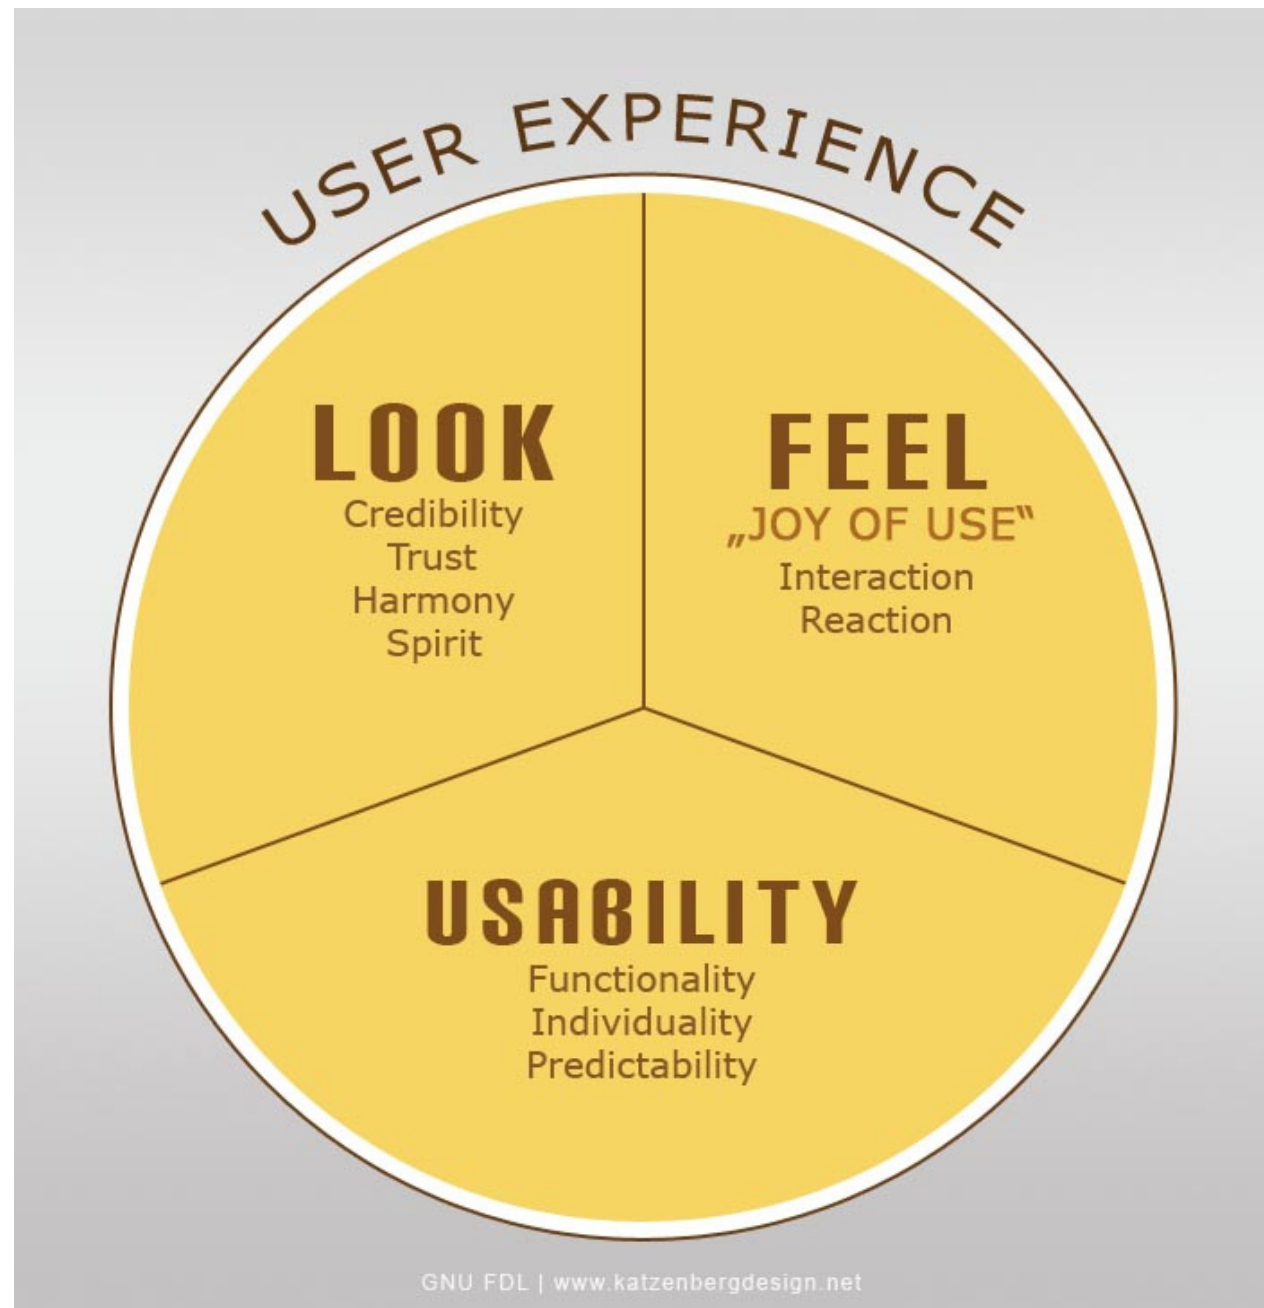 USER EXPERIENCE
LOOK
Credibility
Trust
Harmony
Spirit
FEEL
„JOY OF USE“
Interaction
Reaction
USABILITY
Functionality
Individuality
Predictability
GNU FDL | www.katzenbergdesign.net